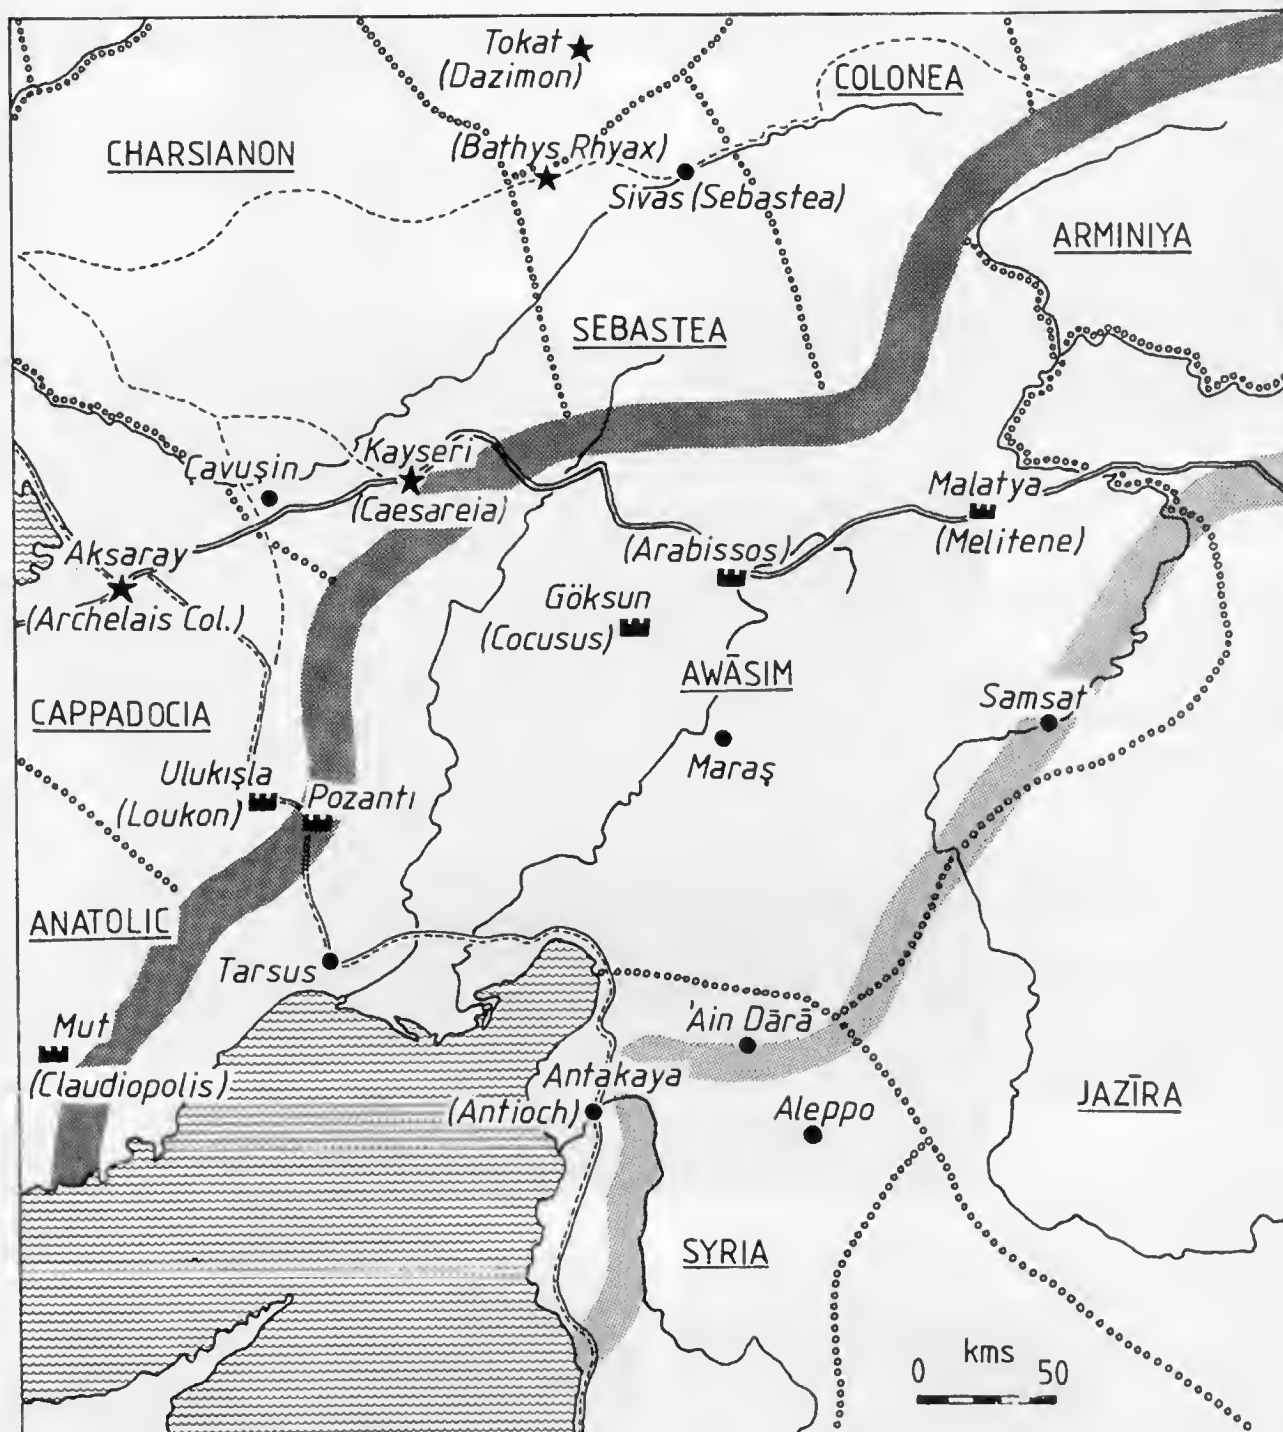 Tokat
(Dazimon)
COLONEA
CHARSIANON
(Bathys Rhyax)
Sivas (Sebastea)
ARMINIYA
SEBASTEA
Kayseri
Çavuşin
(Caesareia)
Malatya
(Melitene)
Aksaray
(Arabissos)
(Archelais Col.)
Göksun
(Cocusus)
AWĀSIM
Samsat
CAPPADOCIA
Maraş
Ulukışla
(Loukon)
Pozantı
ANATOLIC
Tarsus
'Ain Dārā
Mut
(Claudiopolis)
Antakaya
(Antioch)
Aleppo
JAZĪRA
SYRIA
0 kms 50